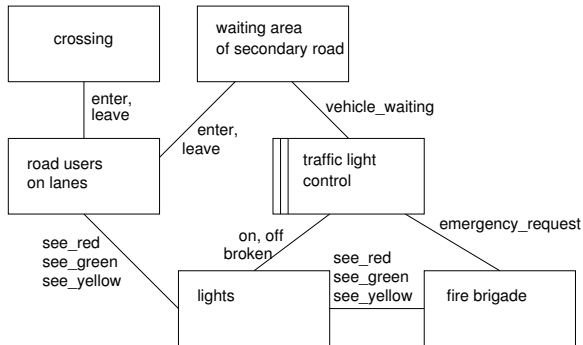 crossing
waiting area
of secondary road
enter,
leave
enter,
leave
vehicle_waiting
road users
on lanes
traffic light
control
see_red
see_green
see_yellow
on, off
broken
emergency_request
see_red
see_green
see_yellow
lights
fire brigade